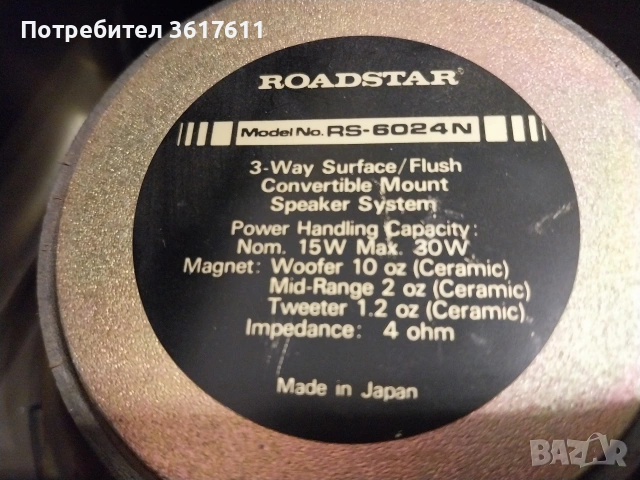 Потребител 3617611
ROADSTAR
Model No. RS-6024N
3-Way Surface/Flush
Convertible Mount
Speaker System
Power Handling Capacity:
Nom. 15W Max. 30W
Magnet: Woofer 10 oz (Ceramic)
Mid-Range 2 oz (Ceramic)
Tweeter 1.2 oz (Ceramic)
Impedance: 4 ohm
Made in Japan
BAZAR